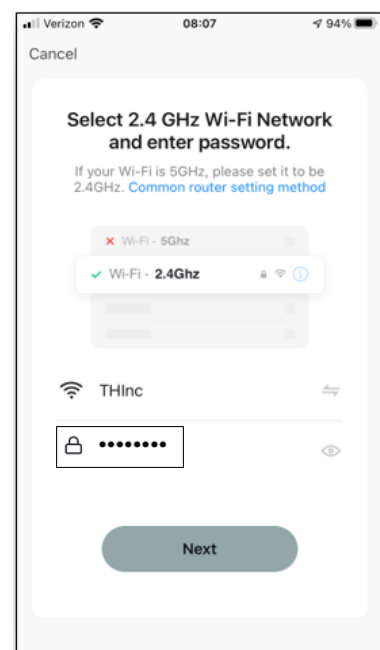 Verizon 08:07 94%
Cancel
Select 2.4 GHz Wi-Fi Network
and enter password.
If your Wi-Fi is 5GHz, please set it to be
2.4GHz. Common router setting method
Wi-Fi - 5Ghz
Wi-Fi - 2.4Ghz
THInc
••••••••
Next